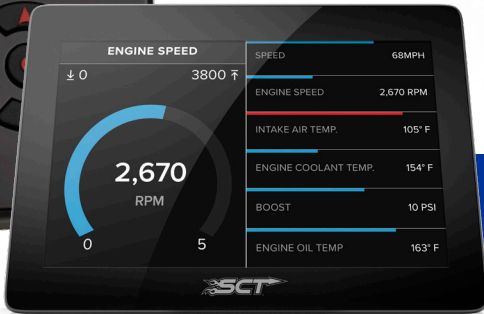 ENGINE SPEED
0
3800
2,670
RPM
0
5
SPEED 68MPH
ENGINE SPEED 2,670 RPM
INTAKE AIR TEMP. 105° F
ENGINE COOLANT TEMP. 154° F
BOOST 10 PSI
ENGINE OIL TEMP 163° F
SCT